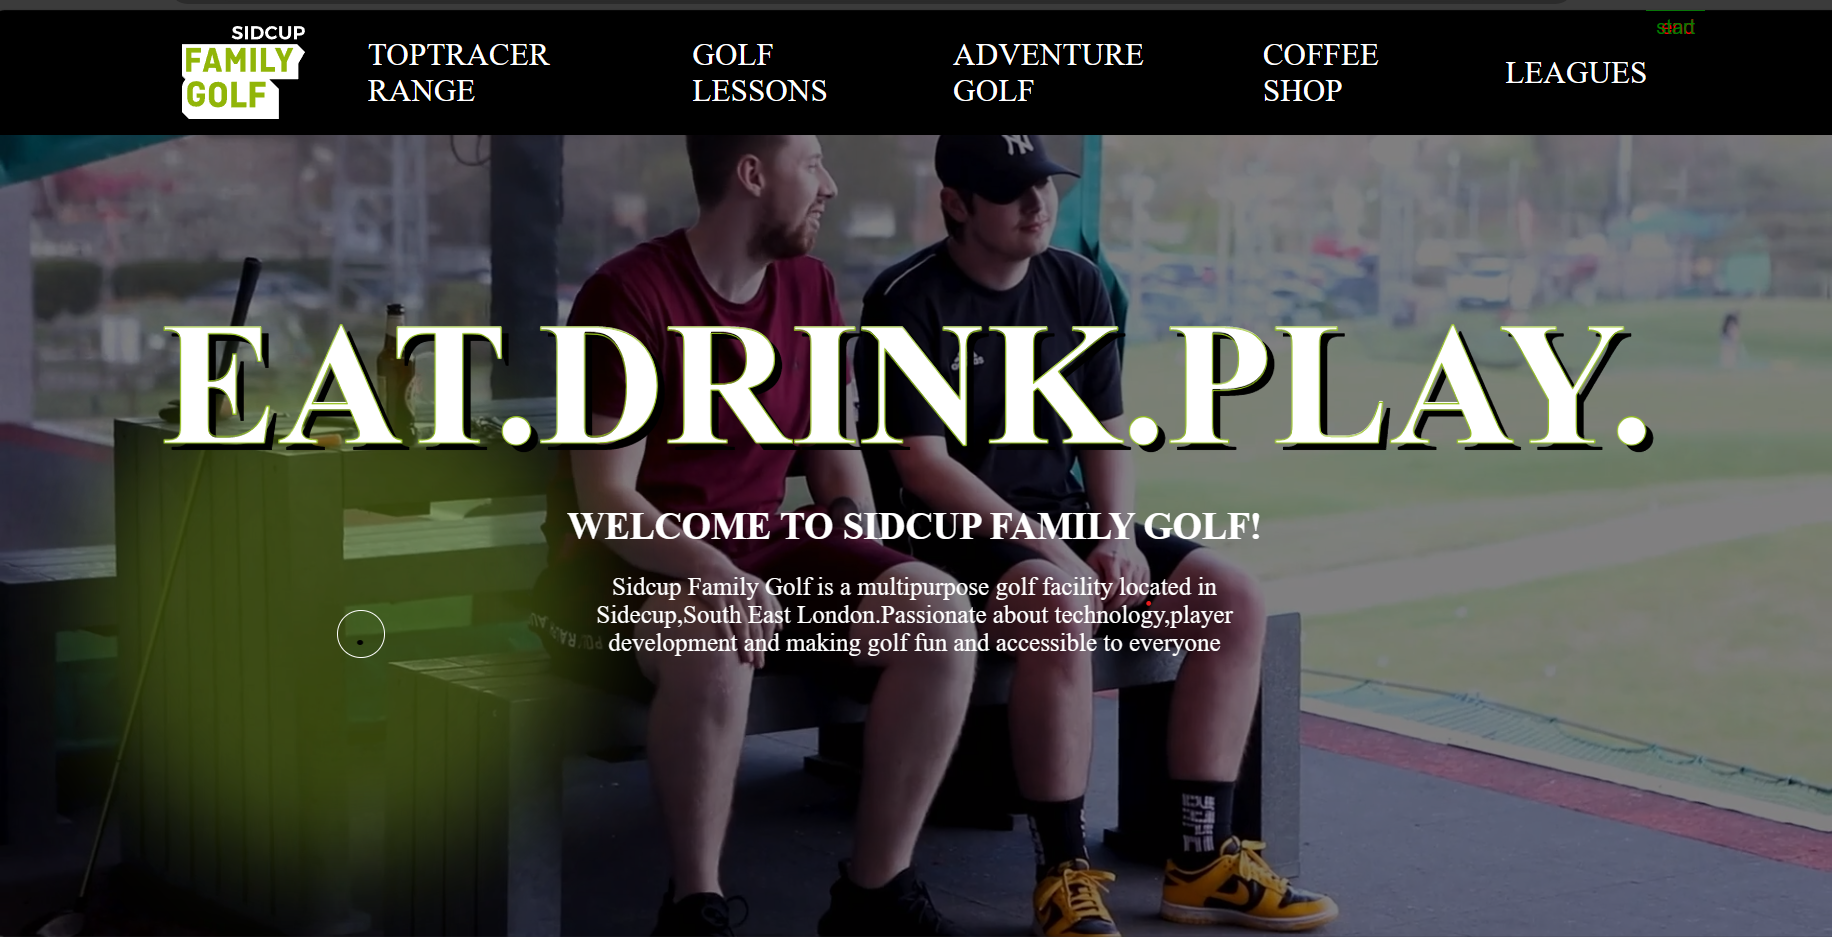 SIDCUP
FAMILY
GOLF
TOPTRACER
RANGE
GOLF
LESSONS
ADVENTURE
GOLF
COFFEE
SHOP
LEAGUES
EAT.DRINK.PLAY.
WELCOME TO SIDCUP FAMILY GOLF!
Sidcup Family Golf is a multipurpose golf facility located in
Sidecup,South East London.Passionate about technology,player
development and making golf fun and accessible to everyone